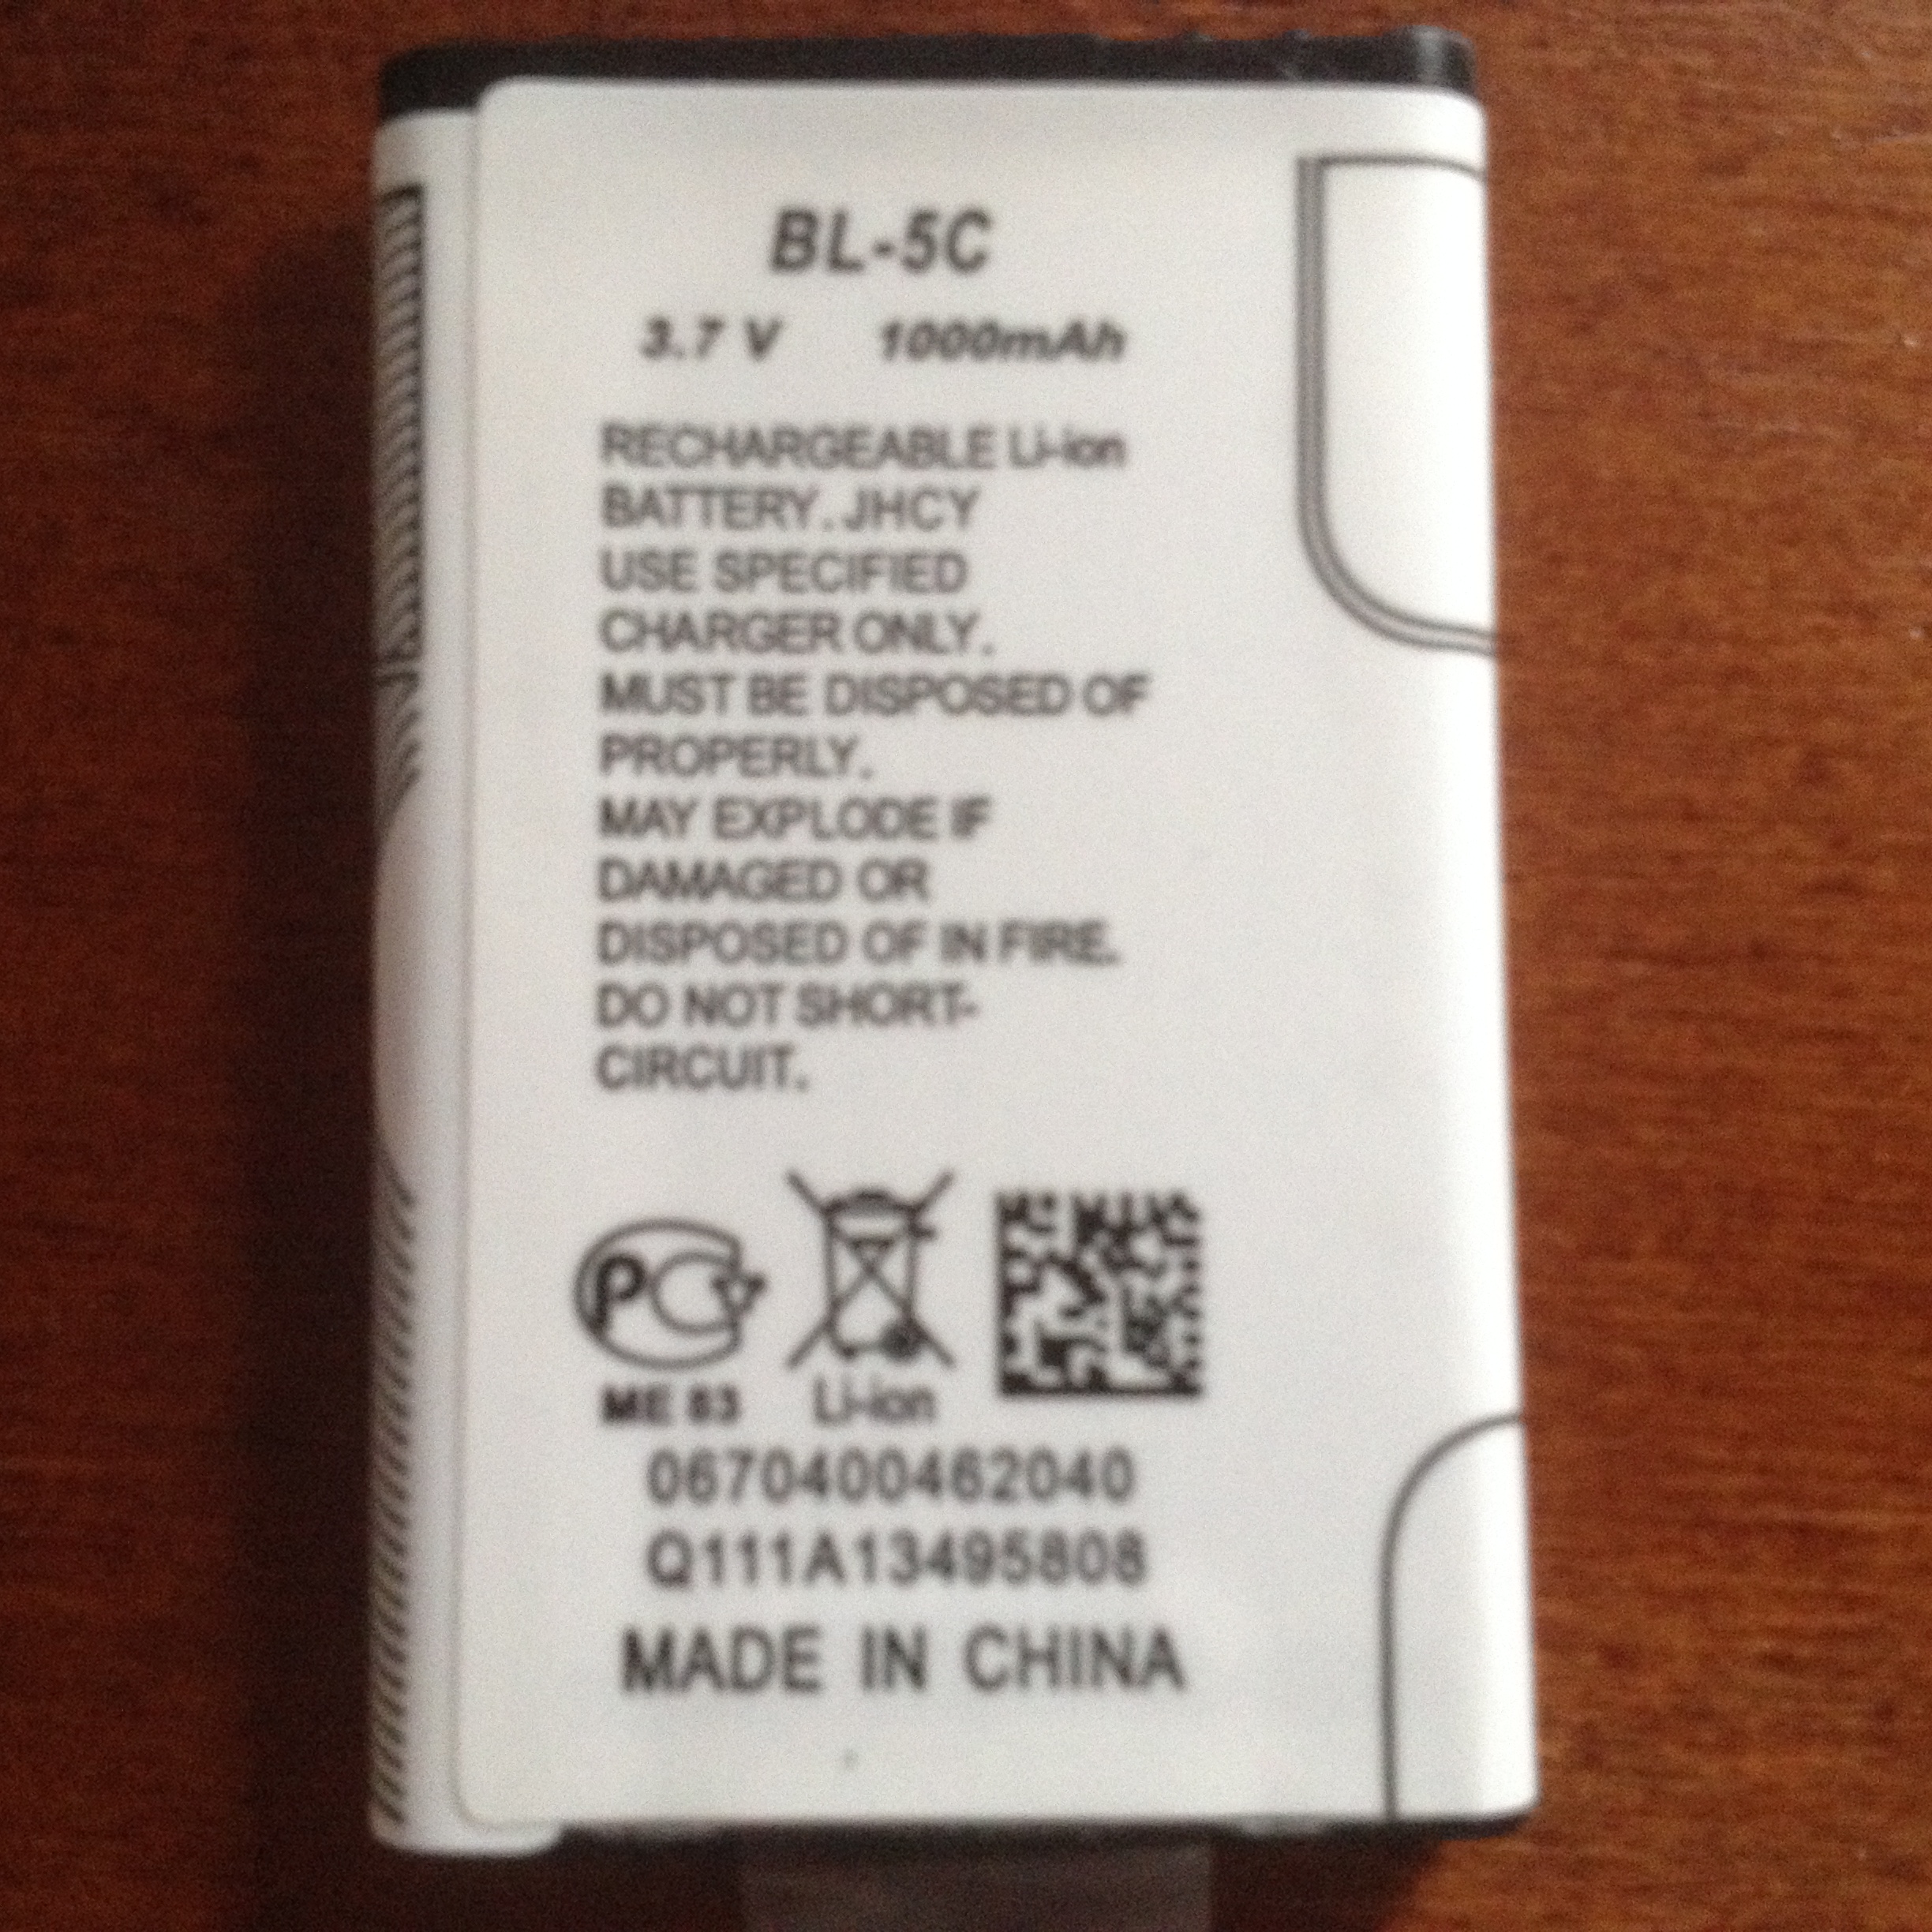 BL-5C
3.7 V 1000mAh
RECHARGEABLE Li-ion
BATTERY. JHCY
USE SPECIFIED
CHARGER ONLY.
MUST BE DISPOSED OF
PROPERLY.
MAY EXPLODE IF
DAMAGED OR
DISPOSED OF IN FIRE.
DO NOT SHORT-
CIRCUIT.
PC
ME 83
Li-ion
0670400462040
Q111A13495808
MADE IN CHINA